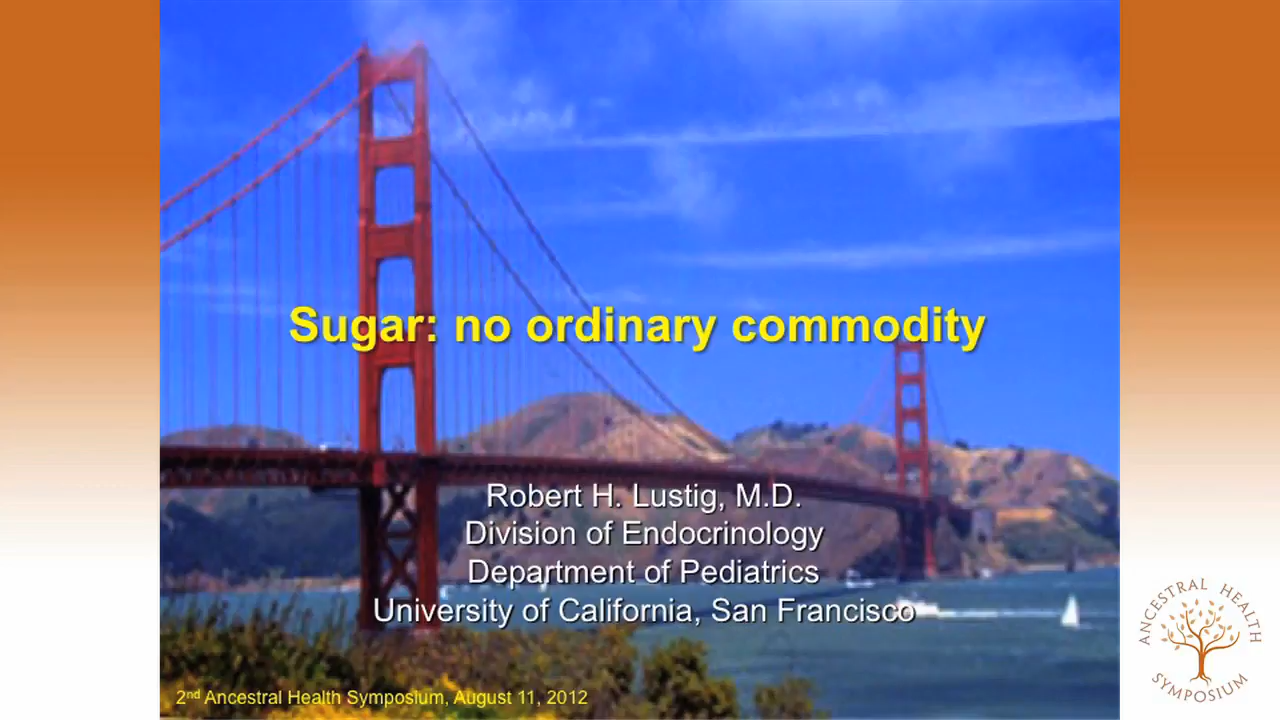 Sugar: no ordinary commodity
Robert H. Lustig, M.D.
Division of Endocrinology
Department of Pediatrics
University of California, San Francisco
2nd Ancestral Health Symposium, August 11, 2012
ANCESTRAL HEALTH
SYMPOSIUM